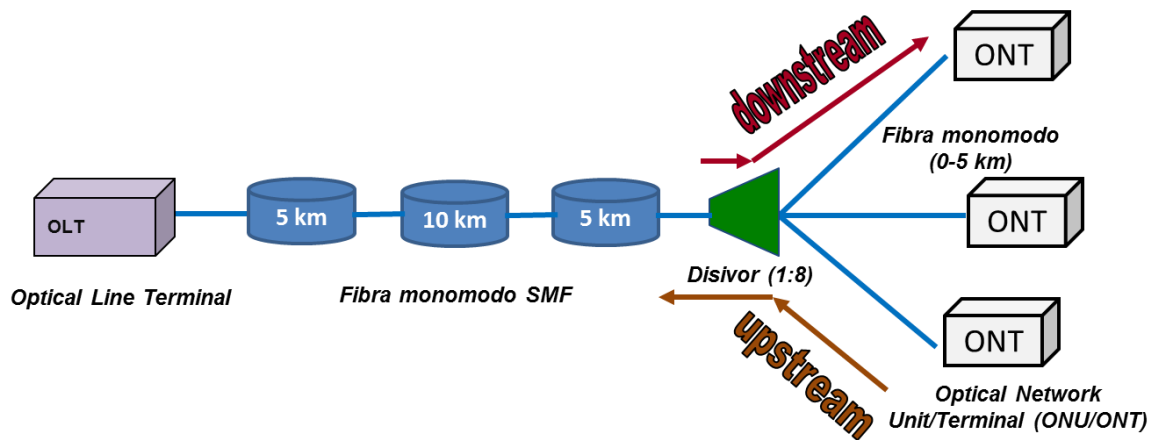 downstream
ONT
Fibra monomodo
(0-5 km)
OLT
5 km
10 km
5 km
ONT
Disivor (1:8)
Optical Line Terminal
Fibra monomodo SMF
upstream
ONT
Optical Network
Unit/Terminal (ONU/ONT)